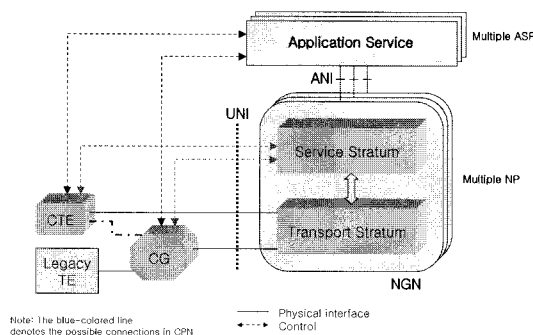 Application Service
Multiple ASP
ANI
UNI
Service Stratum
Multiple NP
CTE
Transport Stratum
CG
Legacy
TE
NGN
Note: The blue-colored line
denotes the possible connections in CPN
Physical interface
Control